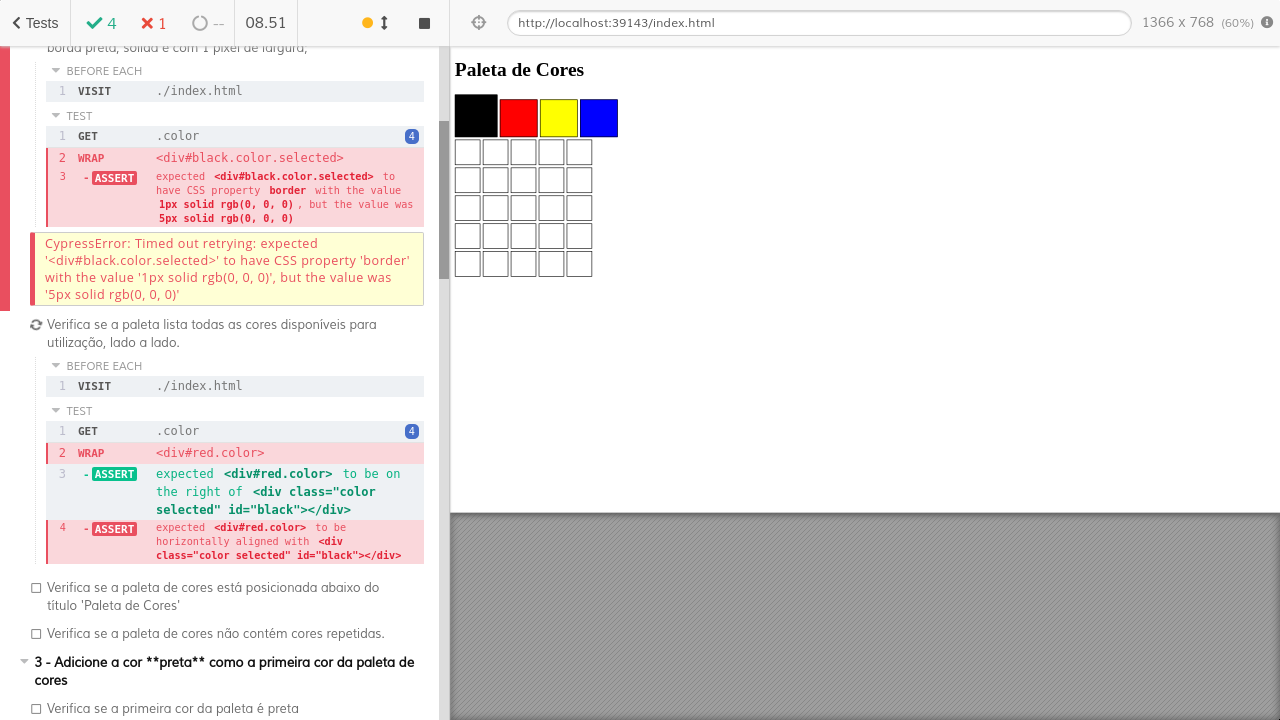 Tests 4 1 -- 08.51
http://localhost:39143/index.html 1366 x 768 (60%)
borda preta, sólida e com 1 pixel de largura;
BEFORE EACH
1 VISIT ./index.html
TEST
1 GET .color 4
2 WRAP <div#black.color.selected>
3 - ASSERT expected <div#black.color.selected> to
have CSS property border with the value
1px solid rgb(0, 0, 0) , but the value was
5px solid rgb(0, 0, 0)
CypressError: Timed out retrying: expected
'<div#black.color.selected>' to have CSS property 'border'
with the value '1px solid rgb(0, 0, 0)', but the value was
'5px solid rgb(0, 0, 0)'
Verifica se a paleta lista todas as cores disponíveis para
utilização, lado a lado.
BEFORE EACH
1 VISIT ./index.html
TEST
1 GET .color 4
2 WRAP <div#red.color>
3 - ASSERT expected <div#red.color> to be on
the right of <div class="color
selected" id="black"></div>
4 - ASSERT expected <div#red.color> to be
horizontally aligned with <div
class="color selected" id="black"></div>
Verifica se a paleta de cores está posicionada abaixo do
título 'Paleta de Cores'
Verifica se a paleta de cores não contém cores repetidas.
3 - Adicione a cor **preta** como a primeira cor da paleta de
cores
Verifica se a primeira cor da paleta é preta
Paleta de Cores